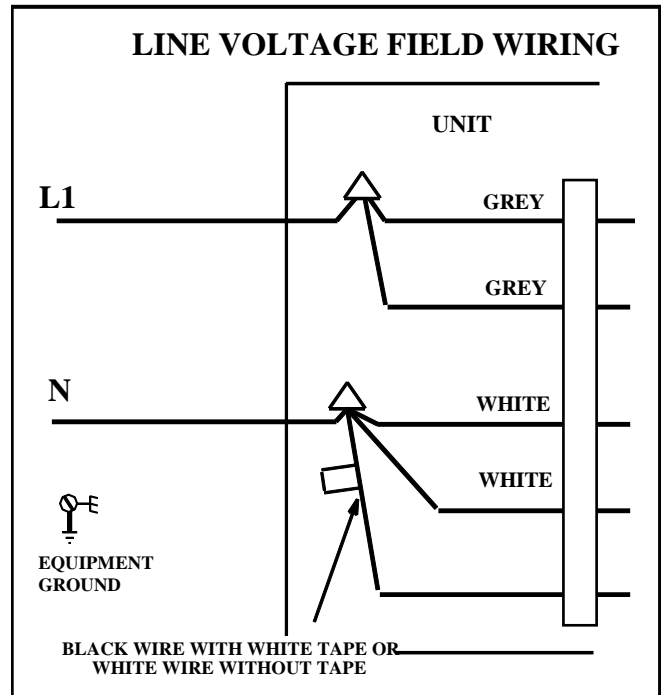 LINE VOLTAGE FIELD WIRING
UNIT
L1
GREY
GREY
N
WHITE
WHITE
EQUIPMENT
GROUND
BLACK WIRE WITH WHITE TAPE OR
WHITE WIRE WITHOUT TAPE